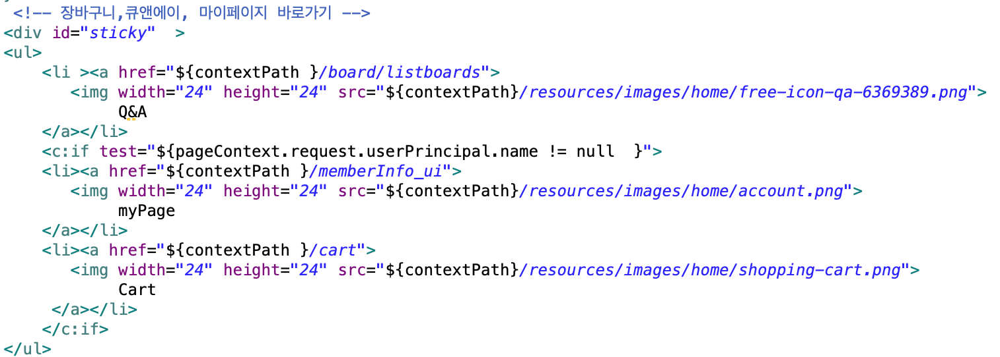 <!-- 장바구니,큐앤에이, 마이페이지 바로가기 -->
<div id="sticky"  >
<ul>
    <li ><a href="${contextPath }/board/listboards">
       <img width="24" height="24" src="${contextPath}/resources/images/home/free-icon-qa-6369389.png">
            Q&A
    </a></li>
    <c:if test="${pageContext.request.userPrincipal.name != null  }">
    <li><a href="${contextPath }/memberInfo_ui">
       <img width="24" height="24" src="${contextPath}/resources/images/home/account.png">
            myPage
    </a></li>
    <li><a href="${contextPath }/cart">
       <img width="24" height="24" src="${contextPath}/resources/images/home/shopping-cart.png">
            Cart
     </a></li>
    </c:if>
</ul>